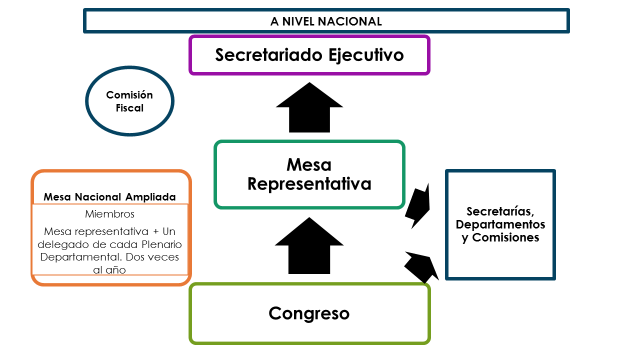 A NIVEL NACIONAL
Secretariado Ejecutivo
Comisión
Fiscal
Mesa
Representativa
Mesa Nacional Ampliada
Miembros
Mesa representativa + Un
delegado de cada Plenario
Departamental. Dos veces
al año
Secretarías,
Departamentos
y Comisiones
Congreso